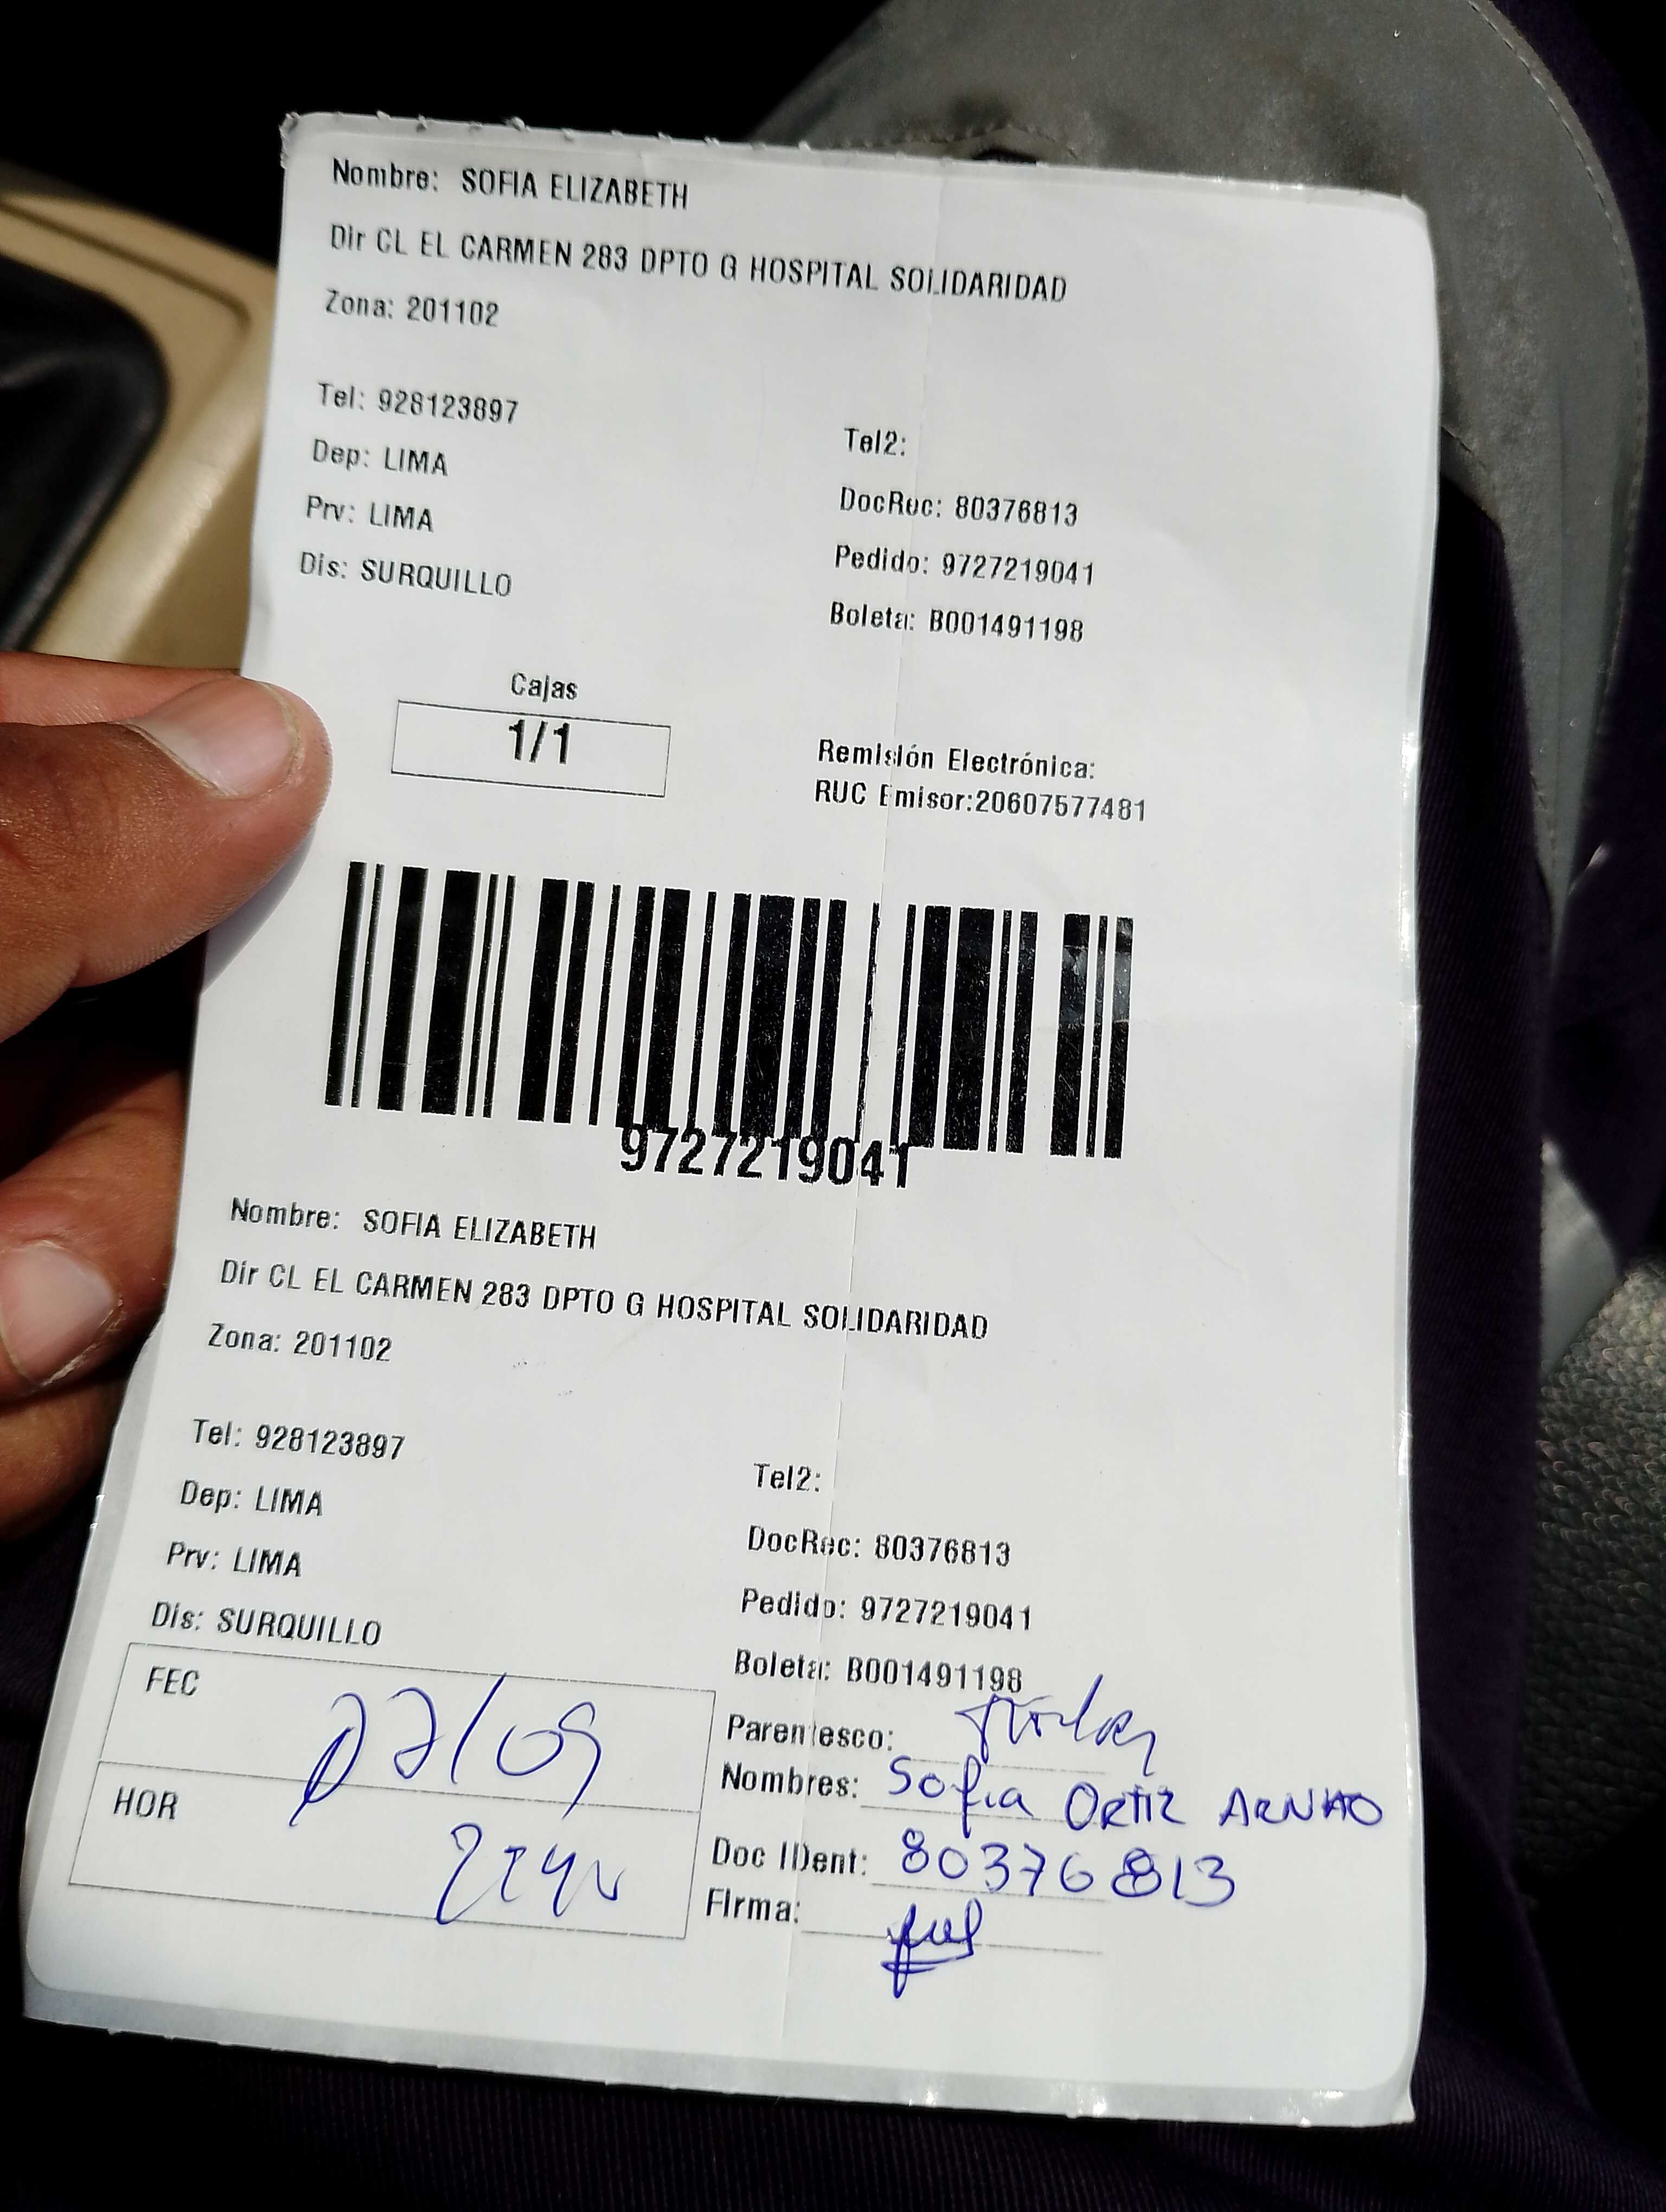 Nombre: SOFIA ELIZABETH
Dir CL EL CARMEN 283 DPTO G HOSPITAL SOLIDARIDAD
Zona: 201102
Tel: 928123897
Tel2:
Dep: LIMA
DocRec: 80376813
Prv: LIMA
Pedido: 9727219041
Dis: SURQUILLO
Boleta: B001491198
Cajas
1/1
Remisión Electrónica:
RUC Emisor:20607577481
9727219041
Nombre: SOFIA ELIZABETH
Dir CL EL CARMEN 283 DPTO G HOSPITAL SOLIDARIDAD
Zona: 201102
Tel: 928123897
Tel2:
Dep: LIMA
DocRec: 80376813
Prv: LIMA
Pedido: 9727219041
Dis: SURQUILLO
Boleta: B001491198
FEC
Parentesco:
Nombres: Sofia ORTIZ
HOR
Doc IDent: 80376813
Firma: